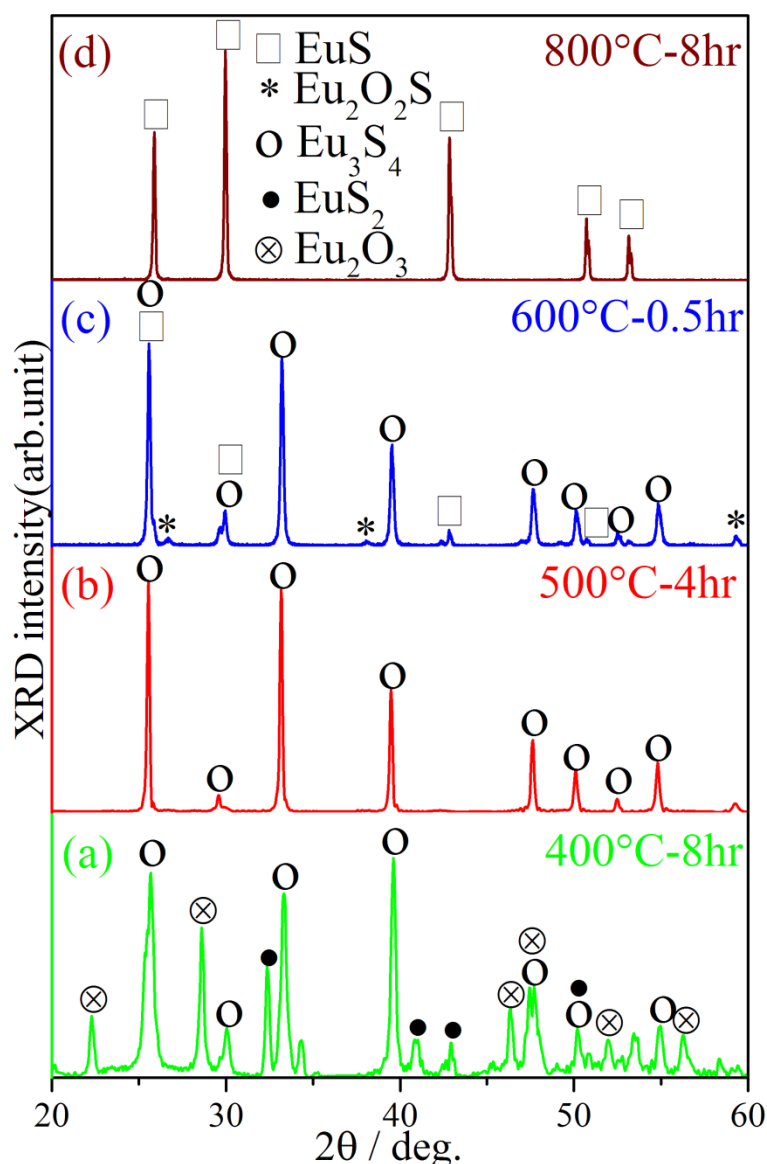 (d)
□ EuS
800°C-8hr
* Eu₂O₂S
o Eu₃S₄
● EuS₂
⊗ Eu₂O₃
(c)
600°C-0.5hr
(b)
500°C-4hr
(a)
400°C-8hr
XRD intensity(arb.unit)
20 30 40 50 60
2θ / deg.